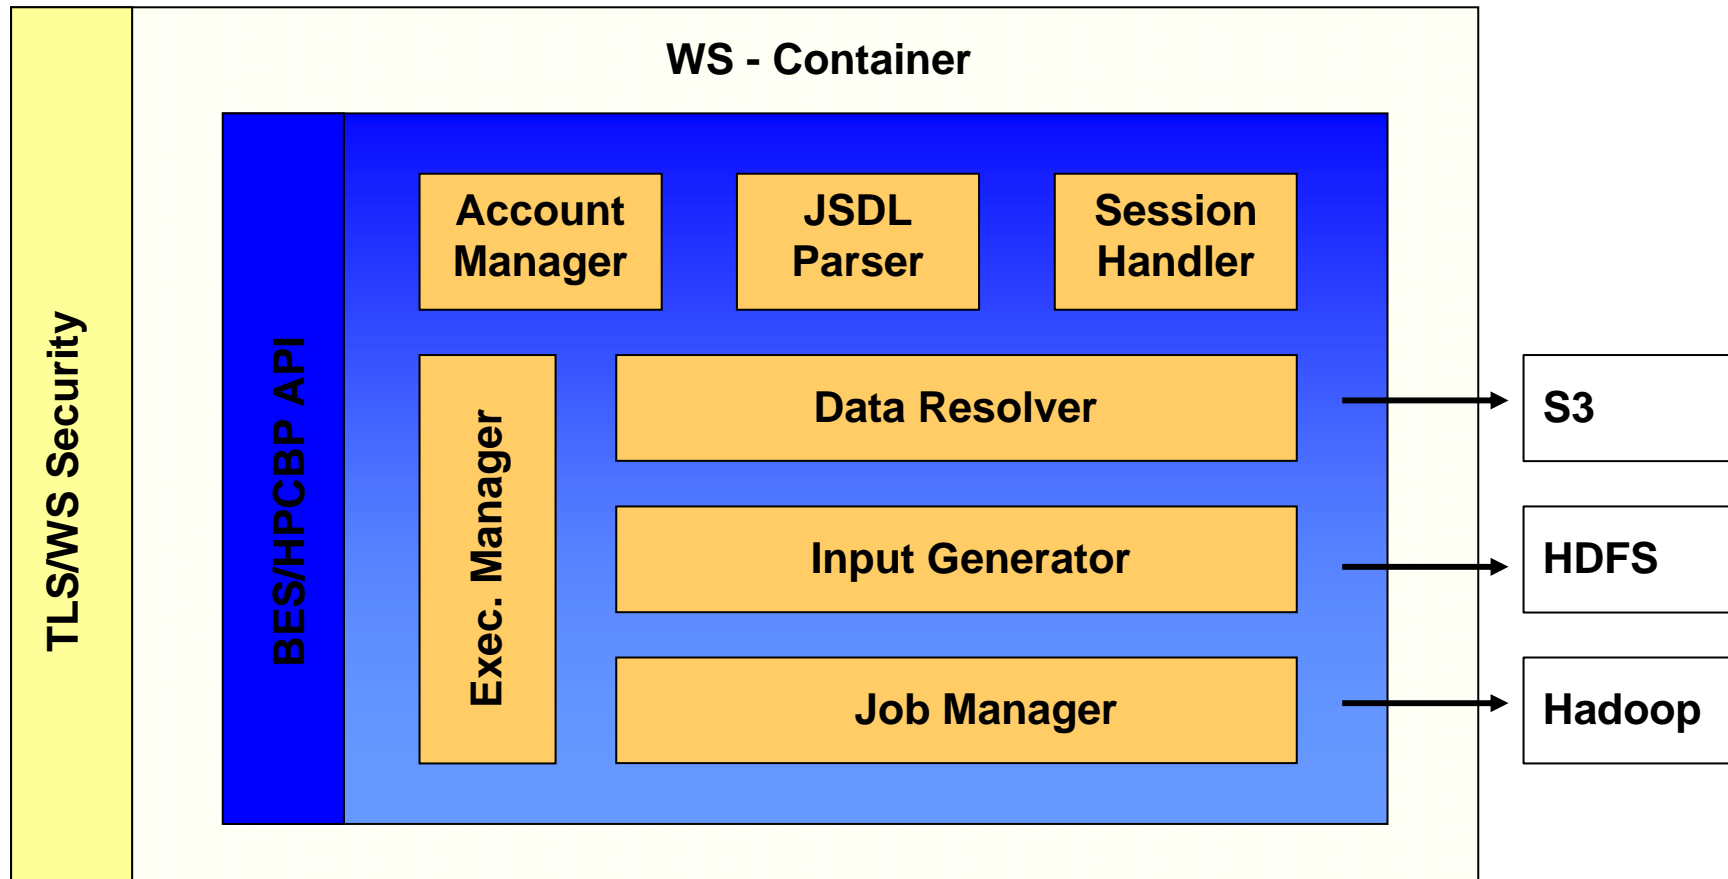 WS - Container
TLS/WS Security
BES/HPCBP API
Account
Manager
JSDL
Parser
Session
Handler
Exec. Manager
Data Resolver
Input Generator
Job Manager
S3
HDFS
Hadoop